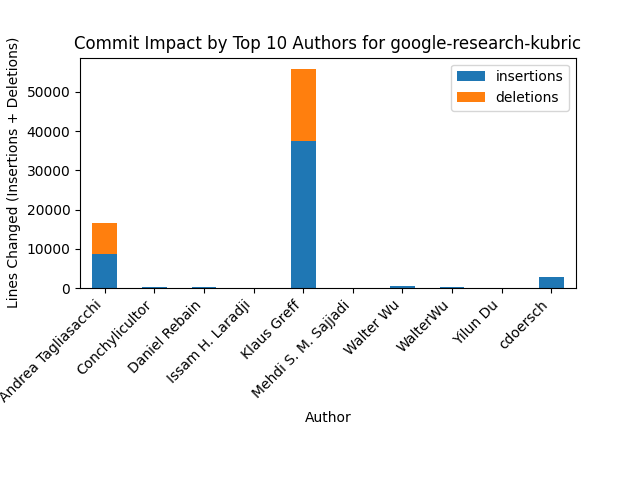 Commit Impact by Top 10 Authors for google-research-kubric
insertions
deletions
Lines Changed (Insertions + Deletions)
50000
40000
30000
20000
10000
0
Andrea Tagliasacchi
Conchylicultor
Daniel Rebain
Issam H. Laradji
Klaus Greff
Mehdi S. M. Sajjadi
Walter Wu
WalterWu
Yilun Du
cdoersch
Author